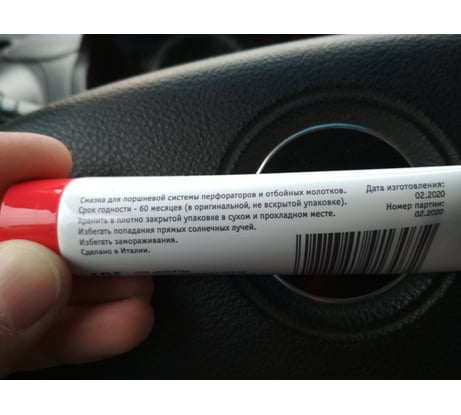 Смазка для поршневой системы перфораторов и отбойных молотков.
Срок годности - 60 месяцев (в оригинальной, не вскрытой упаковке).
Хранить в плотно закрытой упаковке в сухом и прохладном месте.
Избегать попадания прямых солнечных лучей.
Избегать замораживания.
Сделано в Италии.
Дата изготовления:
02.2020
Номер партии:
02.2020